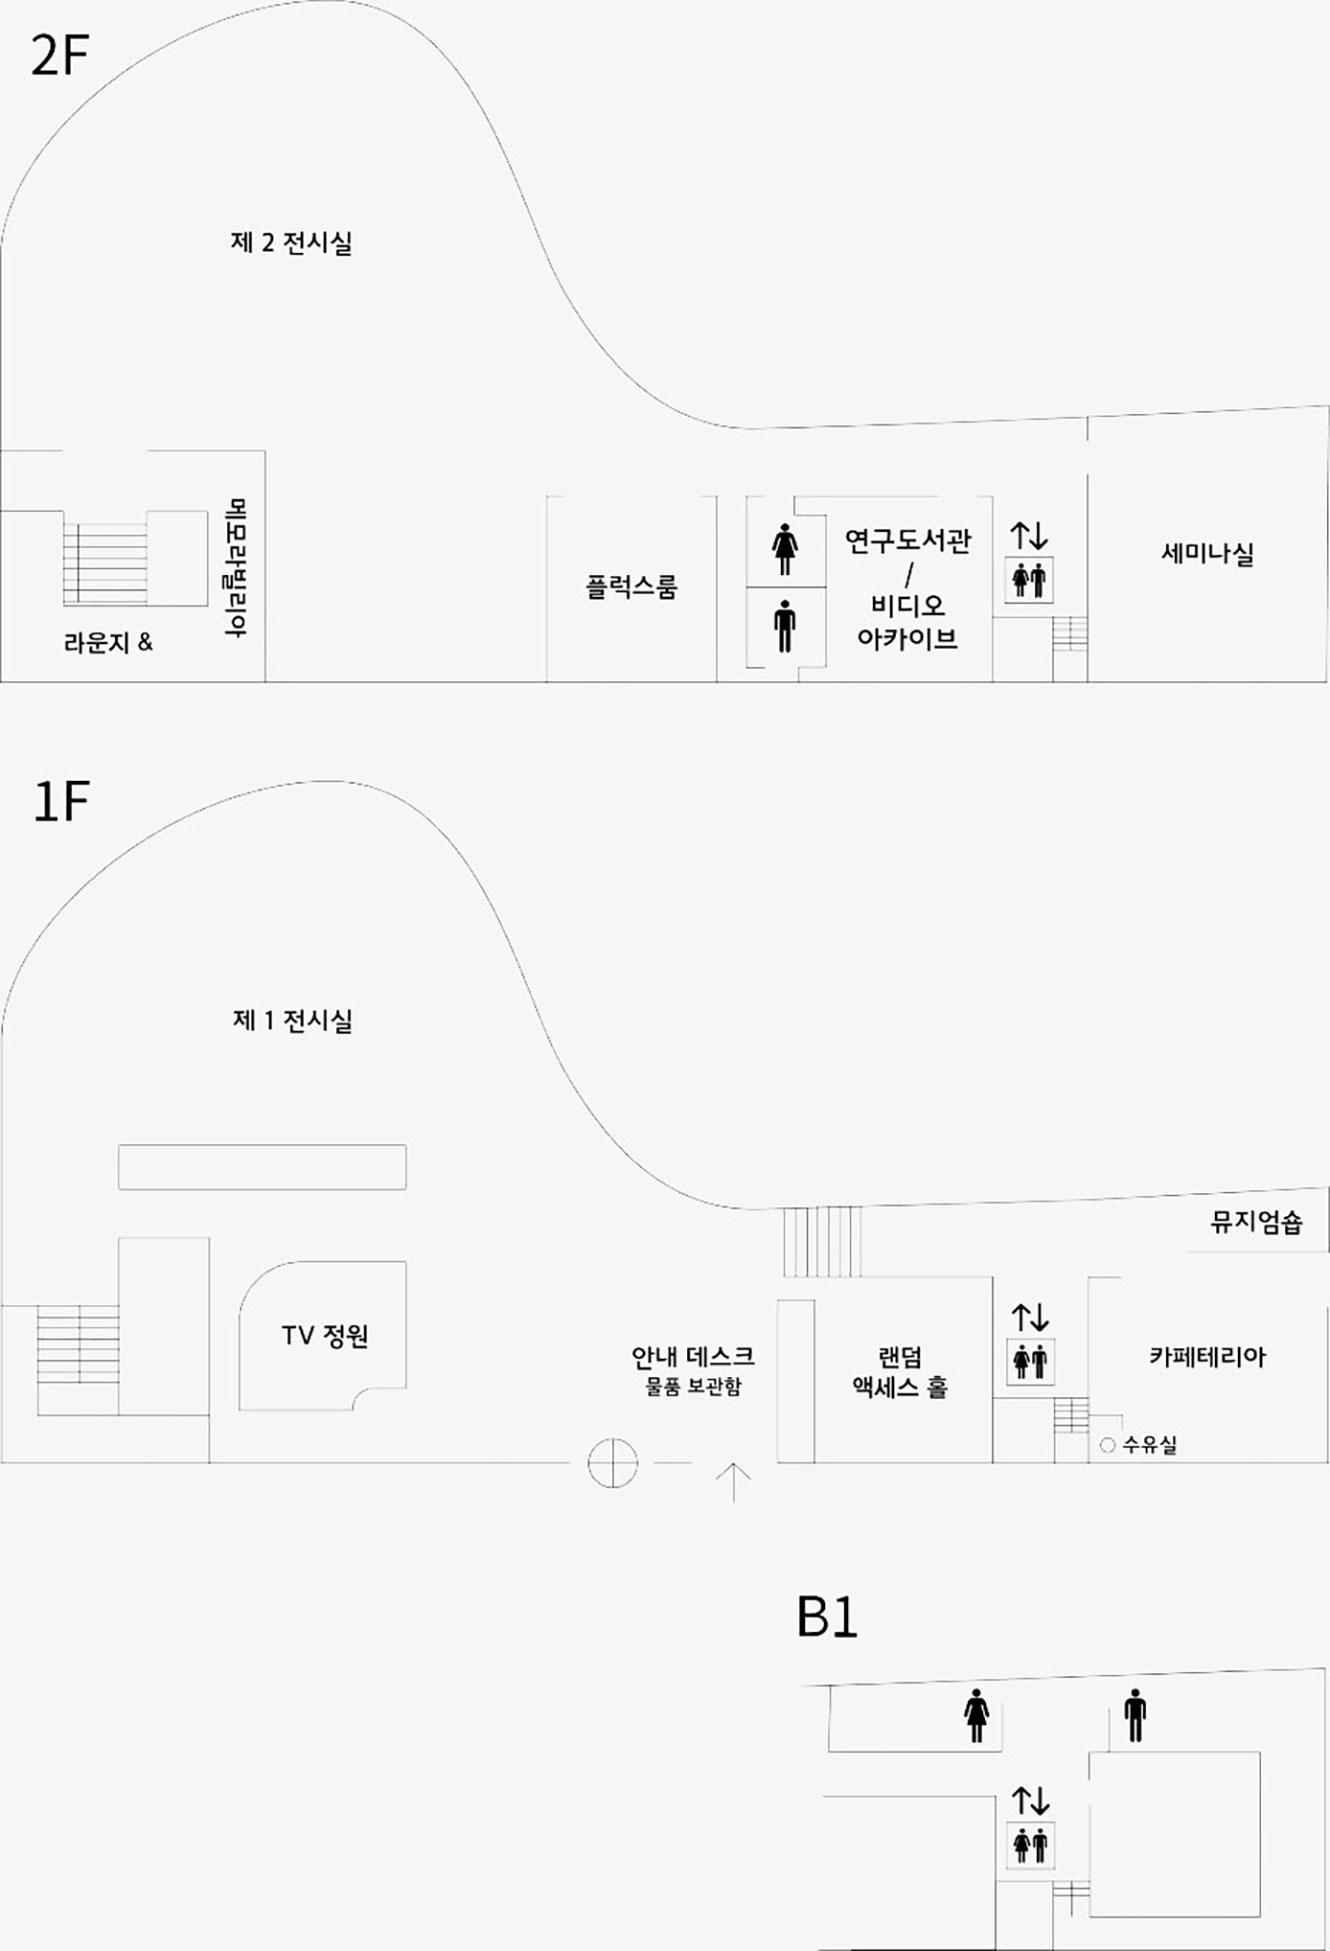 2F
제 2 전시실
메모라빌리아
라운지 &
플럭스룸
연구도서관
/
비디오
아카이브
세미나실
1F
제 1 전시실
뮤지엄숍
TV 정원
안내 데스크
물품 보관함
랜덤
액세스 홀
카페테리아
수유실
B1